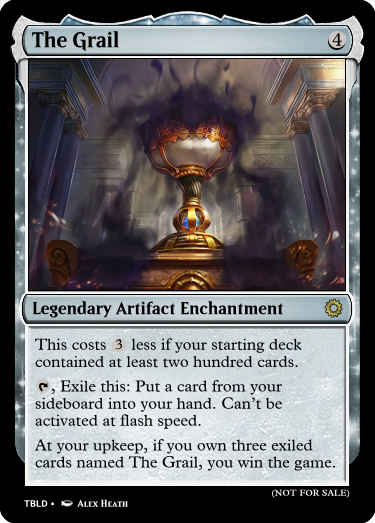 The Grail 4
Legendary Artifact Enchantment
This costs 3 less if your starting deck
contained at least two hundred cards.
, Exile this: Put a card from your
sideboard into your hand. Can't be
activated at flash speed.
At your upkeep, if you own three exiled
cards named The Grail, you win the game.
(NOT FOR SALE)
TBLD • Alex Heath